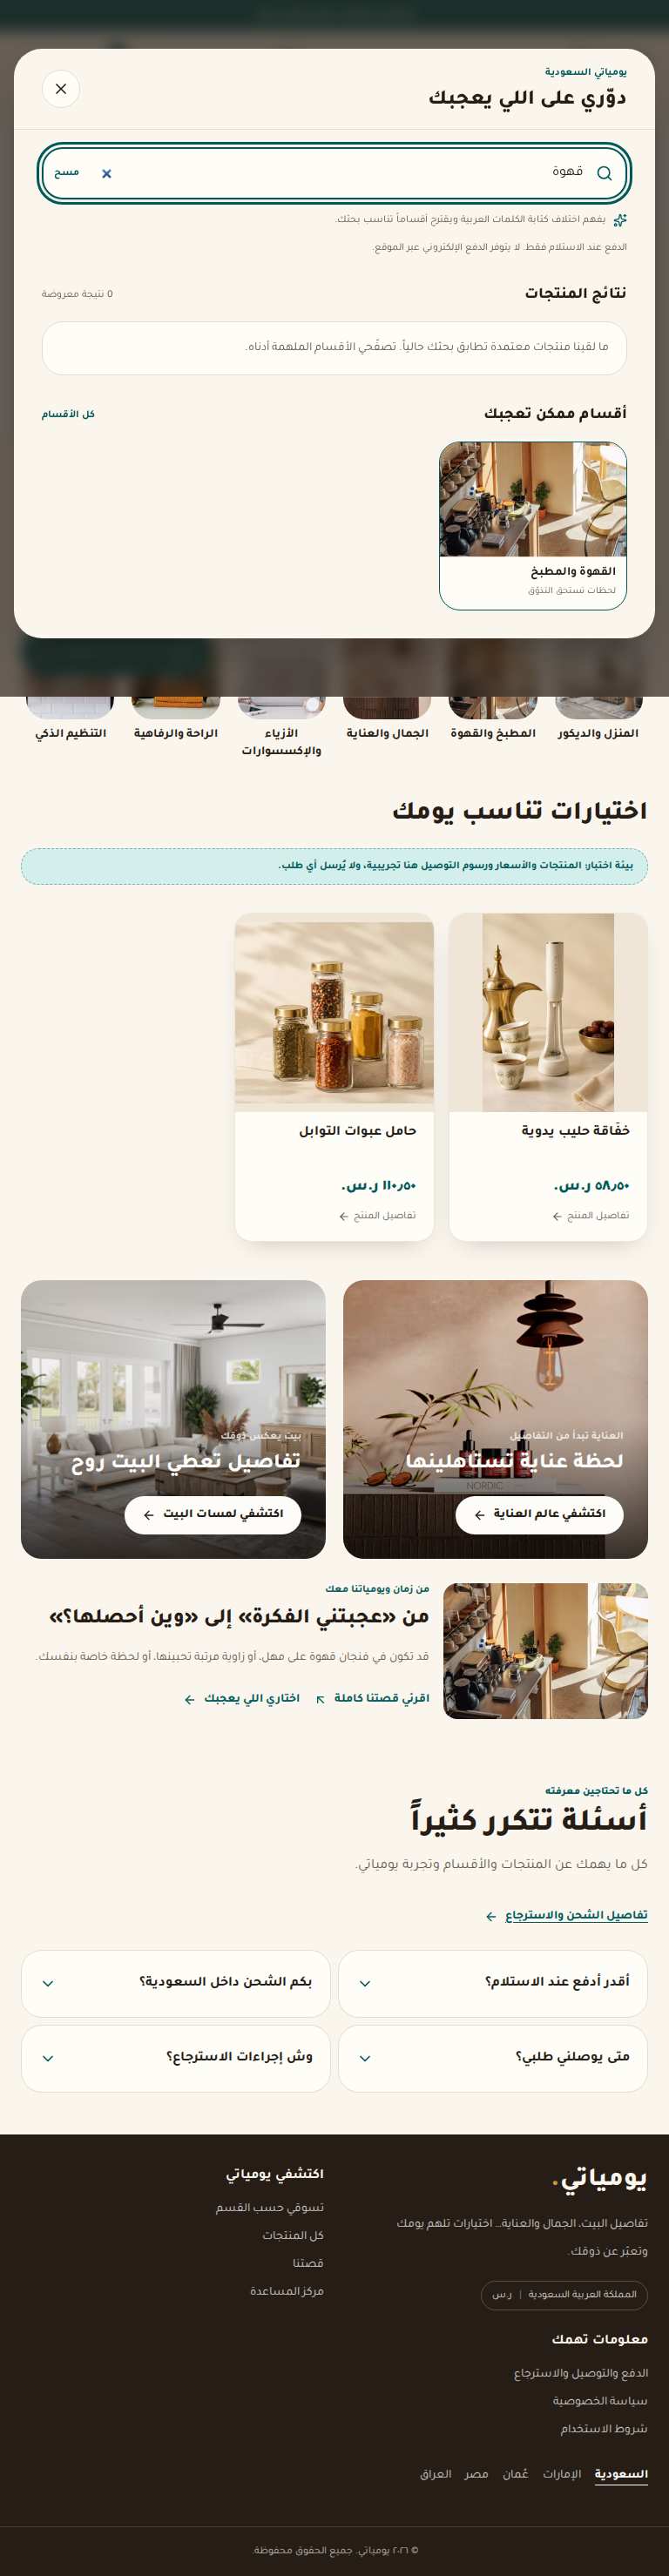 يومياتي السعودية
دوّري على اللي يعجبك
قهوة
مسح
يفهم اختلاف كتابة الكلمات العربية ويقترح أقساماً تناسب بحثك.
الدفع عند الاستلام فقط. لا يتوفر الدفع الإلكتروني عبر الموقع.
نتائج المنتجات
0 نتيجة معروضة
ما لقينا منتجات معتمدة تطابق بحثك حالياً. تصفّحي الأقسام الملهمة أدناه.
أقسام ممكن تعجبك
كل الأقسام
القهوة والمطبخ
لحظات تستحق التذوّق
المنزل والديكور
المطبخ والقهوة
الجمال والعناية
الأزياء
والإكسسوارات
الراحة والرفاهية
التنظيم الذكي
اختيارات تناسب يومك
بيئة اختبار: المنتجات والأسعار ورسوم التوصيل هنا تجريبية، ولا يُرسل أي طلب.
خفّاقة حليب يدوية
٥٨٫٥٠ ر.س.
تفاصيل المنتج
حامل عبوات التوابل
١١٠٫٥٠ ر.س.
تفاصيل المنتج
العناية تبدأ من التفاصيل
لحظة عناية تستاهلينها
NORDIC
اكتشفي عالم العناية
بيت يعكس ذوقك
تفاصيل تعطي البيت روح
اكتشفي لمسات البيت
من زمان ويومياتنا معك
من «عجبتني الفكرة» إلى «وين أحصلها؟»
قد تكون في فنجان قهوة على مهل، أو زاوية مرتبة تحبينها، أو لحظة خاصة بنفسك.
اقرئي قصتنا كاملة
اختاري اللي يعجبك
كل ما تحتاجين معرفته
أسئلة تتكرر كثيراً
كل ما يهمك عن المنتجات والأقسام وتجربة يومياتي.
تفاصيل الشحن والاسترجاع
أقدر أدفع عند الاستلام؟
بكم الشحن داخل السعودية؟
متى يوصلني طلبي؟
وش إجراءات الاسترجاع؟
يومياتي.
تفاصيل البيت، الجمال والعناية… اختيارات تلهم يومك
وتعبّر عن ذوقك.
المملكة العربية السعودية | ر.س
اكتشفي يومياتي
تسوقي حسب القسم
كل المنتجات
قصتنا
مركز المساعدة
معلومات تهمك
الدفع والتوصيل والاسترجاع
سياسة الخصوصية
شروط الاستخدام
السعودية
الإمارات
عُمان
مصر
العراق
© ٢٠٢٦ يومياتي. جميع الحقوق محفوظة.